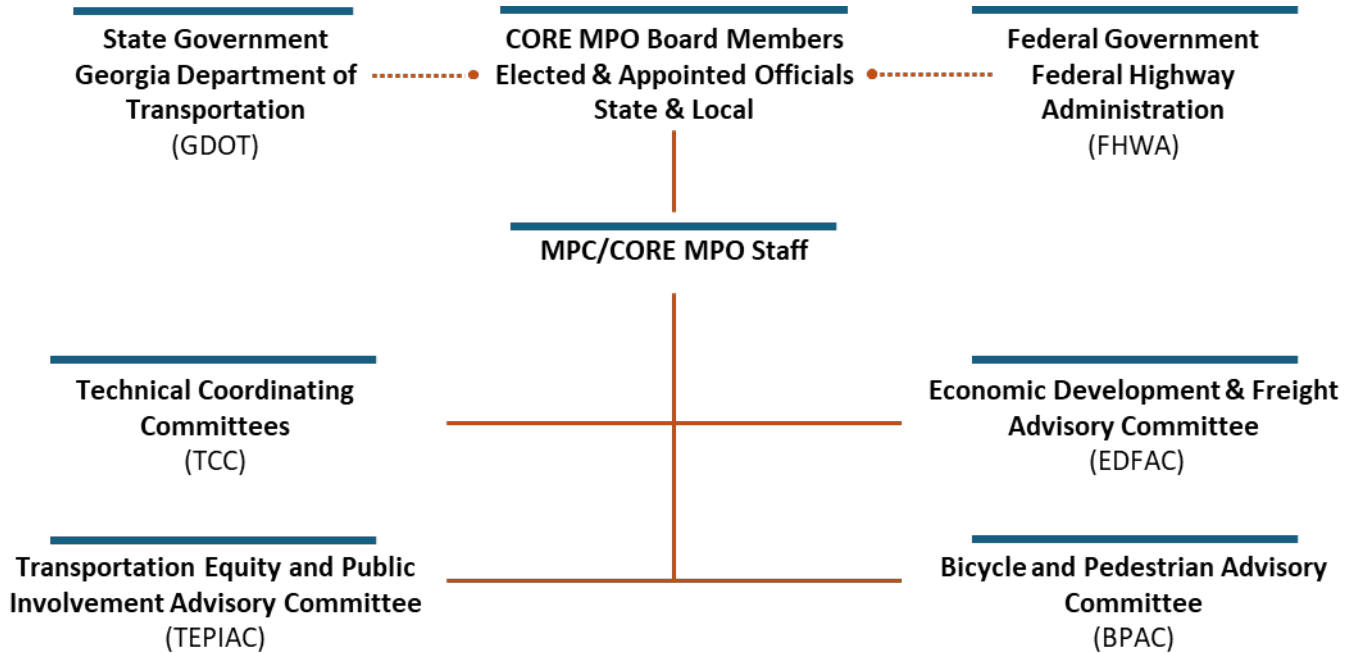 State Government
Georgia Department of
Transportation
(GDOT)
CORE MPO Board Members
Elected & Appointed Officials
State & Local
Federal Government
Federal Highway
Administration
(FHWA)
MPC/CORE MPO Staff
Technical Coordinating
Committees
(TCC)
Economic Development & Freight
Advisory Committee
(EDFAC)
Transportation Equity and Public
Involvement Advisory Committee
(TEPIAC)
Bicycle and Pedestrian Advisory
Committee
(BPAC)